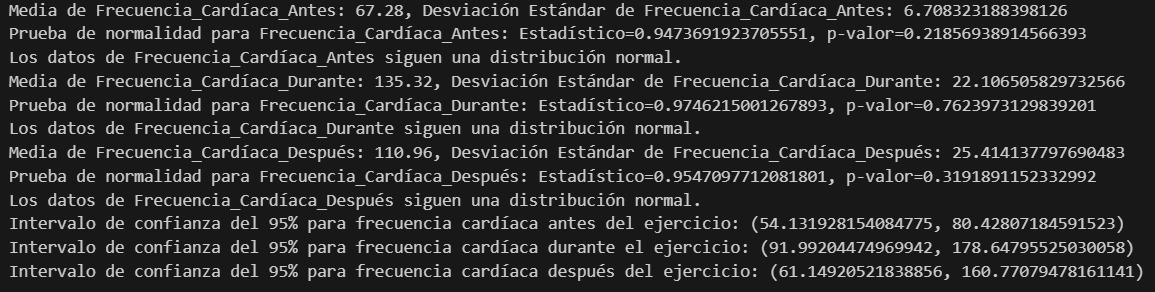 Media de Frecuencia_Cardíaca_Antes: 67.28, Desviación Estándar de Frecuencia_Cardíaca_Antes: 6.708323188398126
Prueba de normalidad para Frecuencia_Cardíaca_Antes: Estadístico=0.9473691923705551, p-valor=0.21856938914566393
Los datos de Frecuencia_Cardíaca_Antes siguen una distribución normal.
Media de Frecuencia_Cardíaca_Durante: 135.32, Desviación Estándar de Frecuencia_Cardíaca_Durante: 22.106505829732566
Prueba de normalidad para Frecuencia_Cardíaca_Durante: Estadístico=0.9746215001267893, p-valor=0.7623973129839201
Los datos de Frecuencia_Cardíaca_Durante siguen una distribución normal.
Media de Frecuencia_Cardíaca_Después: 110.96, Desviación Estándar de Frecuencia_Cardíaca_Después: 25.414137797690483
Prueba de normalidad para Frecuencia_Cardíaca_Después: Estadístico=0.9547097712081801, p-valor=0.3191891152332992
Los datos de Frecuencia_Cardíaca_Después siguen una distribución normal.
Intervalo de confianza del 95% para frecuencia cardíaca antes del ejercicio: (54.131928154084775, 80.42807184591523)
Intervalo de confianza del 95% para frecuencia cardíaca durante el ejercicio: (91.99204474969942, 178.64795525030058)
Intervalo de confianza del 95% para frecuencia cardíaca después del ejercicio: (61.14920521838856, 160.77079478161141)